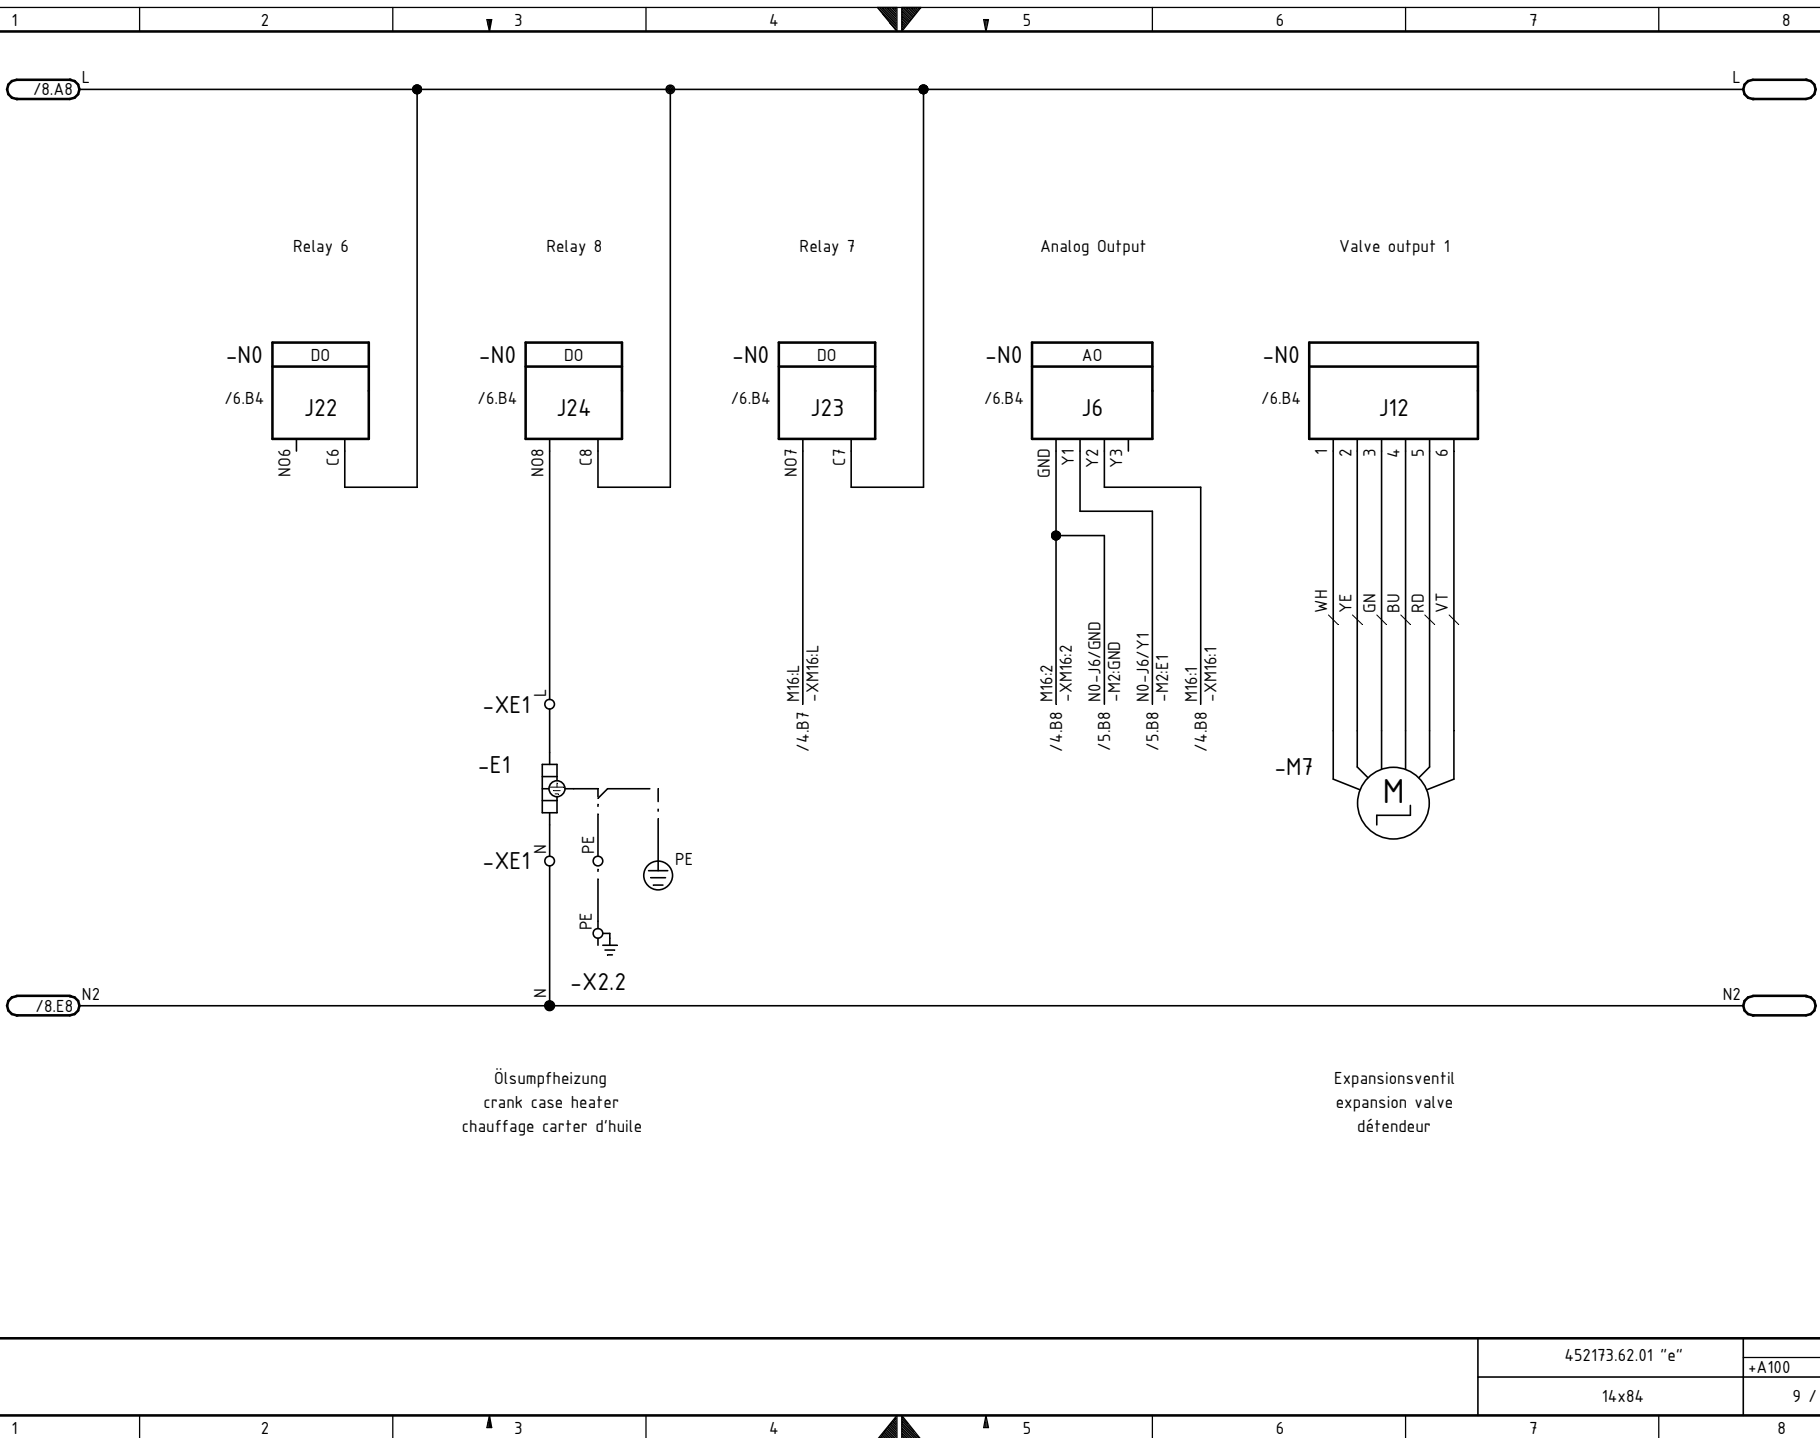 1 2 3 4 5 6 7 8
/8.A8 L L
Relay 6 Relay 8 Relay 7 Analog Output Valve output 1
-N0 DO -N0 DO -N0 DO -N0 AO -N0
/6.B4 J22 /6.B4 J24 /6.B4 J23 /6.B4 J6 /6.B4 J12
NO6 C6 NO8 C8 NO7 C7 GND Y1 Y2 Y3 1 2 3 4 5 6
WH YE GN BU RD VT
M16:L
-XM16:L
/4.B7
M16:2
-XM16:2
/4.B8
N0-J6/GND
-M2:GND
/5.B8
N0-J6/Y1
-M2:E1
/5.B8
M16:1
-XM16:1
/4.B8
-XE1 L
-E1
-M7 M
-XE1 N PE PE
PE
-X2.2
N
/8.E8 N2 N2
Ölsumpfheizung
crank case heater
chauffage carter d'huile
Expansionsventil
expansion valve
détendeur
452173.62.01 "e"
+A100
14x84 9 /
1 2 3 4 5 6 7 8